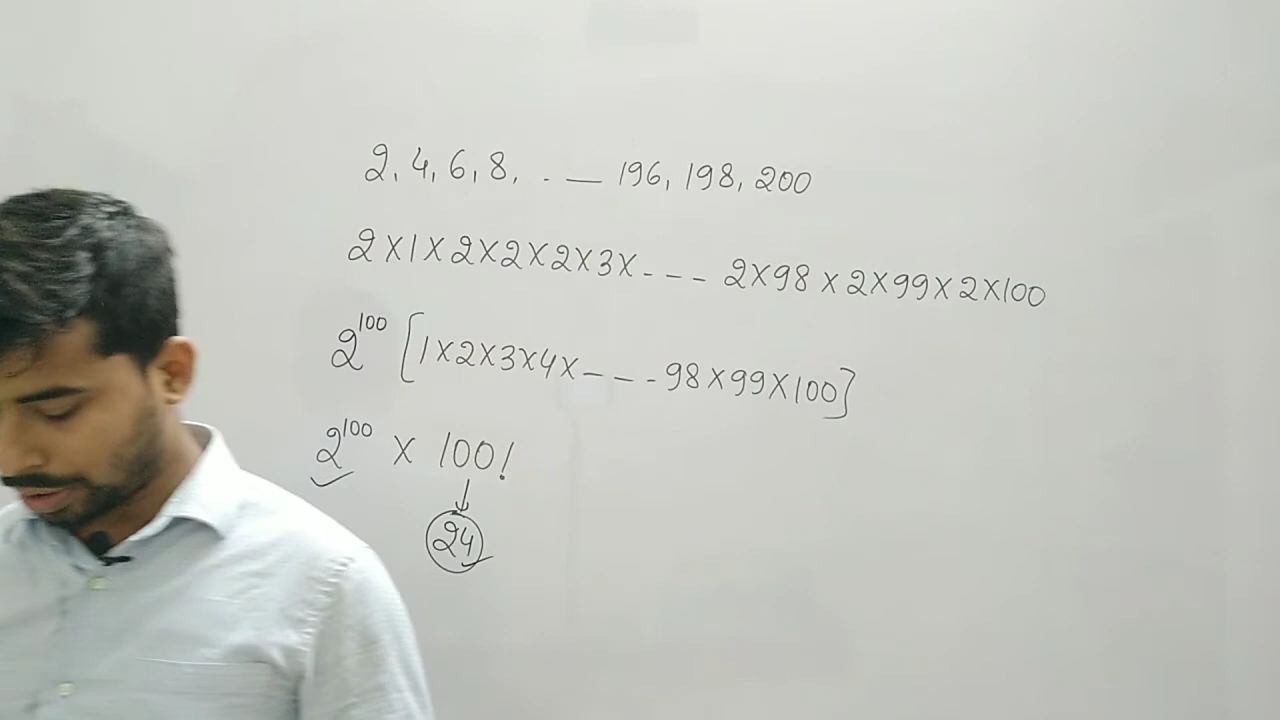 2, 4, 6, 8, . — 196, 198, 200
2×1×2×2×2×3×---- 2×98 × 2×99×2×100
2^100 [1×2×3×4×---- 98×99×100]
2^100 × 100!
↓
24